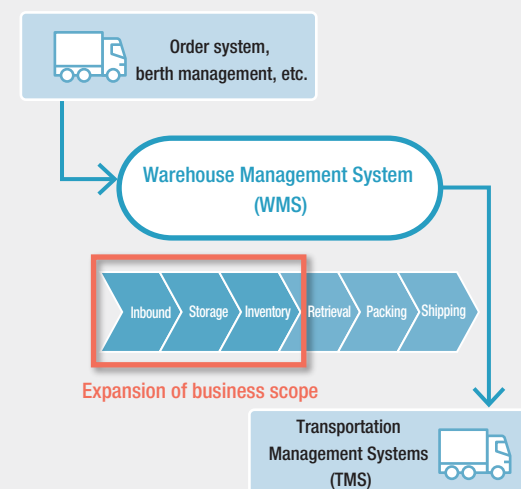 Order system,
berth management, etc.
Warehouse Management System
(WMS)
Inbound
Storage
Inventory
Retrieval
Packing
Shipping
Expansion of business scope
Transportation
Management Systems
(TMS)